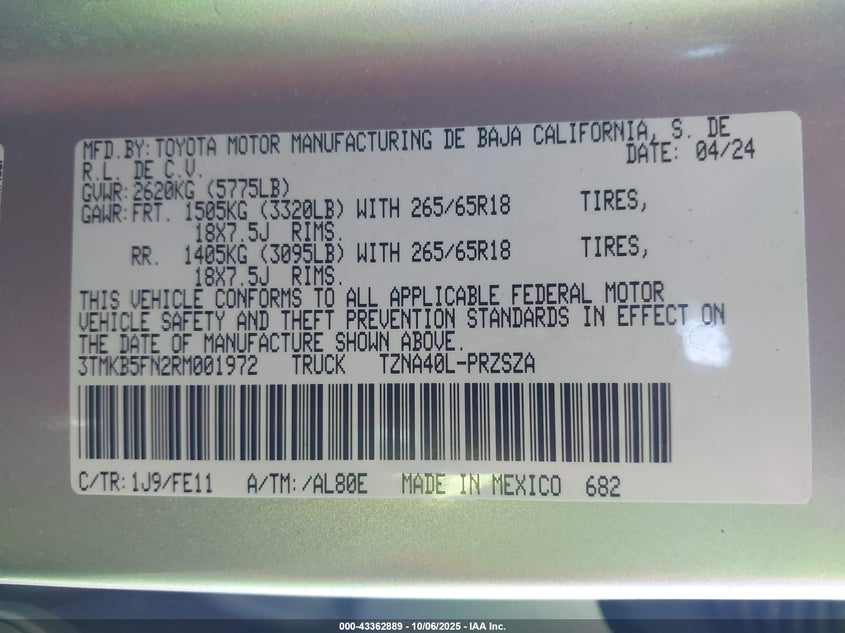 MFD.BY: TOYOTA MOTOR MANUFACTURING DE BAJA CALIFORNIA, S. DE
R.L. DE C.V. DATE: 04/24
GVWR: 2620KG (5775LB)
GAWR: FRT. 1505KG (3320LB) WITH 265/65R18 TIRES,
18X7.5J RIMS.
RR. 1405KG (3095LB) WITH 265/65R18 TIRES,
18X7.5J RIMS.
THIS VEHICLE CONFORMS TO ALL APPLICABLE FEDERAL MOTOR
VEHICLE SAFETY AND THEFT PREVENTION STANDARDS IN EFFECT ON
THE DATE OF MANUFACTURE SHOWN ABOVE.
3TMKB5FN2RM001972 TRUCK TZNA40L-PRZSZA
C/TR: 1J9/FE11 A/TM: /AL80E MADE IN MEXICO 682
000-43362889 - 10/06/2025 - IAA Inc.